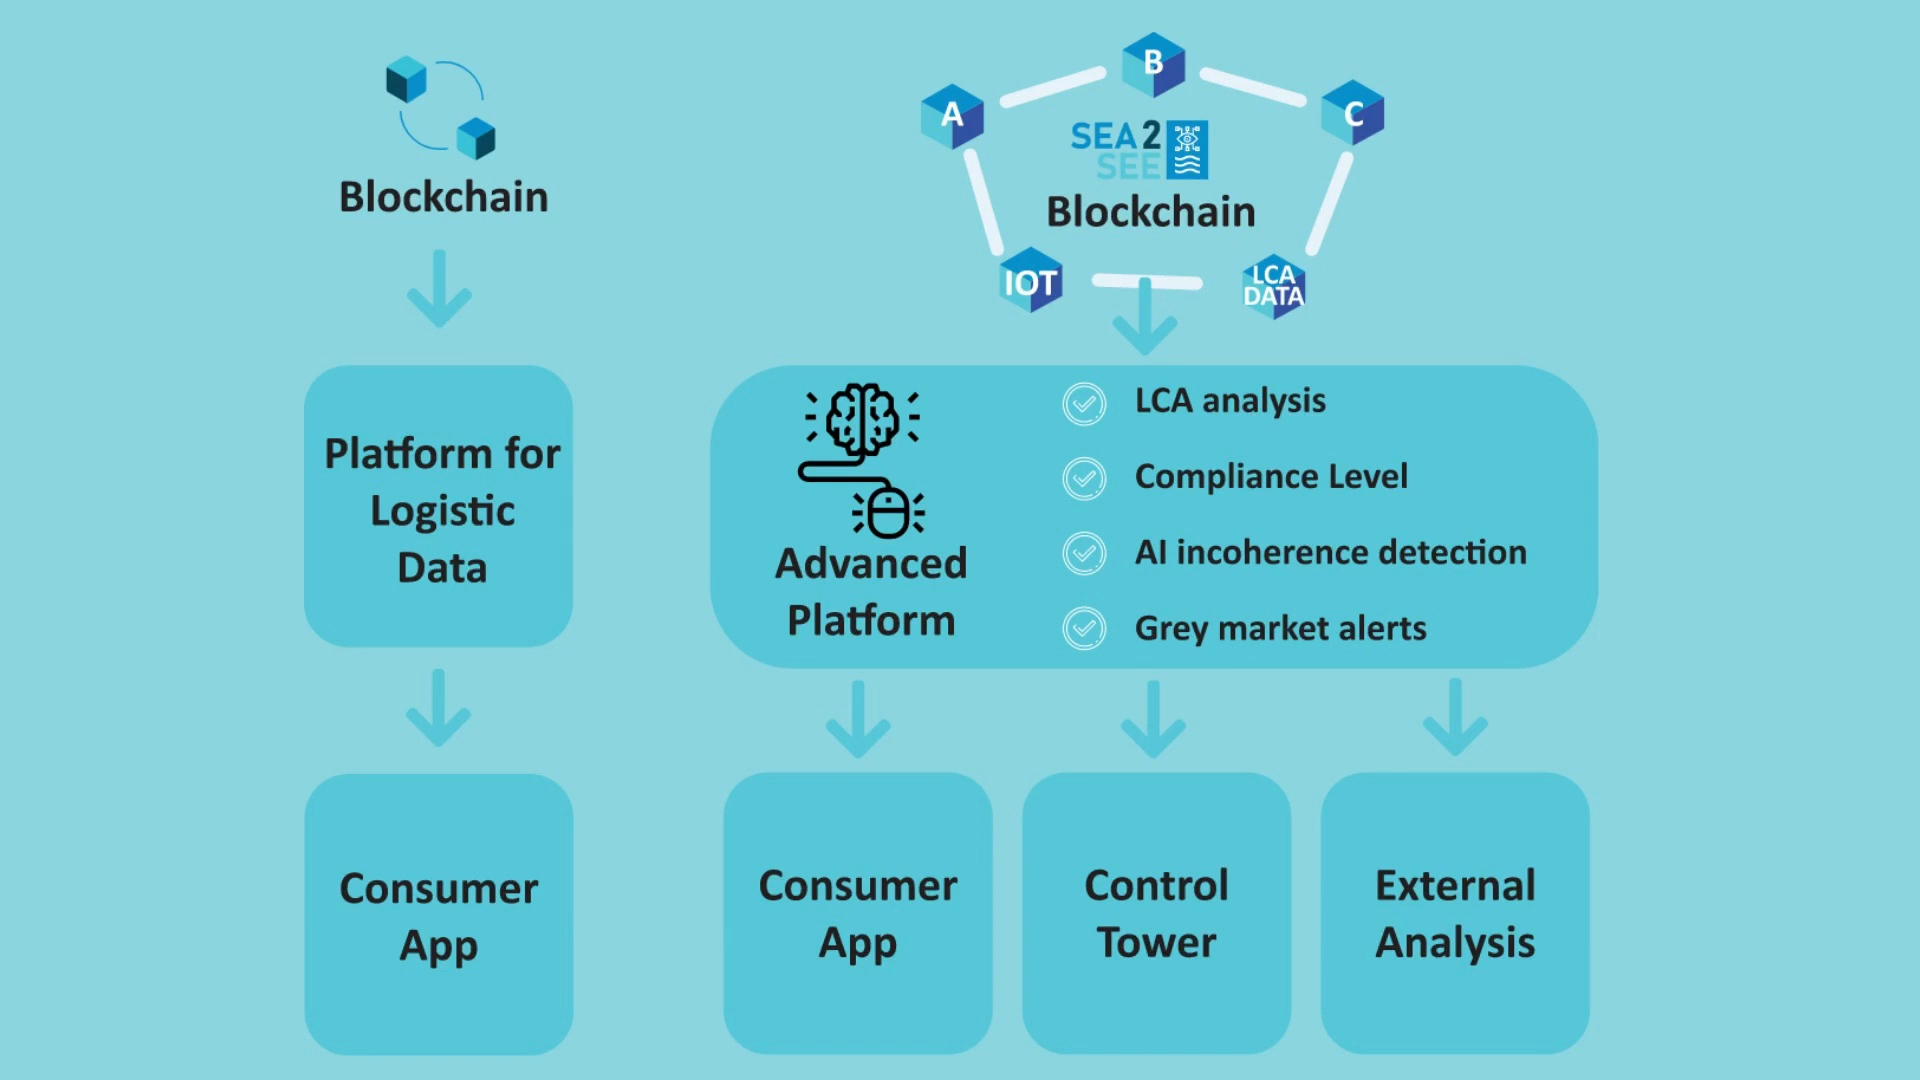 Blockchain
Platform for
Logistic
Data
Consumer
App
A
B
C
SEA2
SEE
Blockchain
IOT
LCA
DATA
Advanced
Platform
LCA analysis
Compliance Level
AI incoherence detection
Grey market alerts
Consumer
App
Control
Tower
External
Analysis